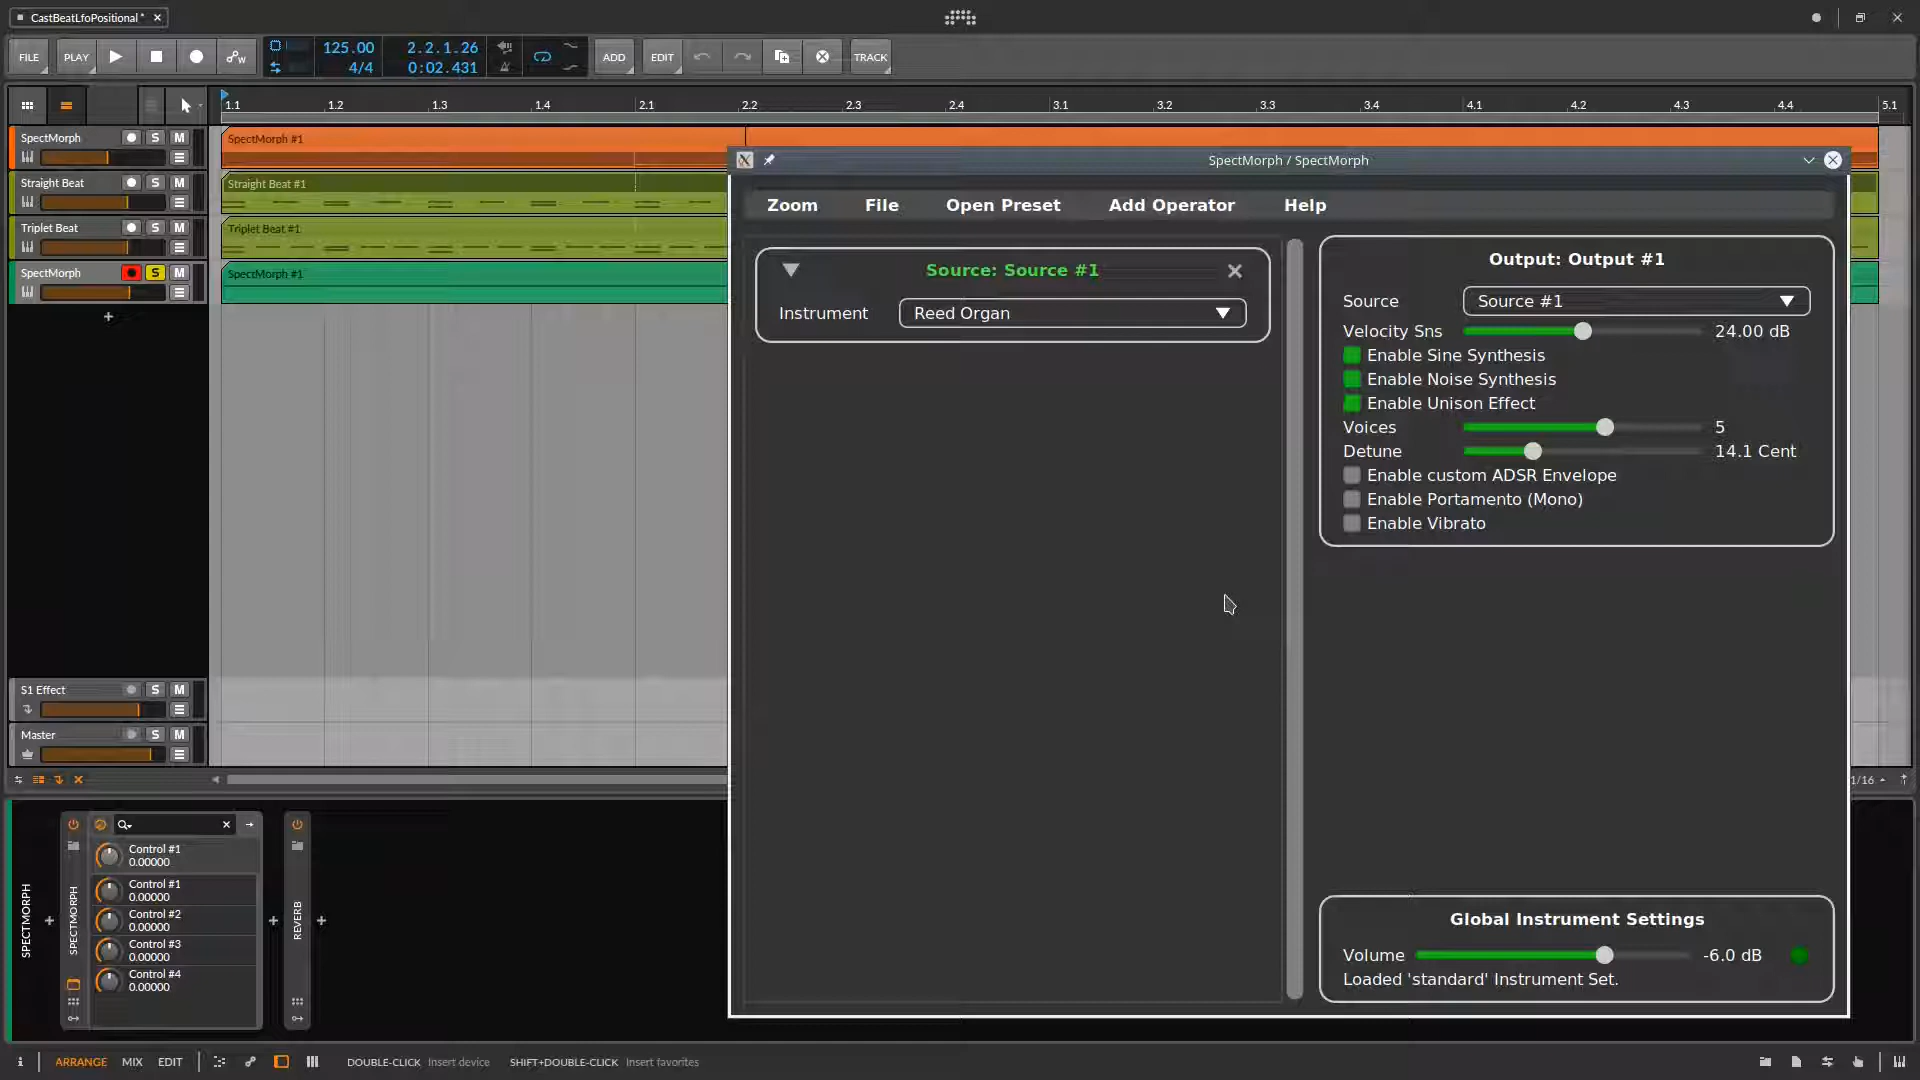 CastBeatLfoPositional *
FILE
PLAY
125.00
4/4
2.2.1.26
0:02.431
ADD
EDIT
TRACK
1.1
1.2
1.3
1.4
2.1
2.2
2.3
2.4
3.1
3.2
3.3
3.4
4.1
4.2
4.3
4.4
5.1
SpectMorph S M
SpectMorph #1
Straight Beat S M
Straight Beat #1
Triplet Beat S M
Triplet Beat #1
SpectMorph S M
SpectMorph #1
SpectMorph / SpectMorph
Zoom File Open Preset Add Operator Help
Source: Source #1
Instrument Reed Organ
Output: Output #1
Source Source #1
Velocity Sns 24.00 dB
Enable Sine Synthesis
Enable Noise Synthesis
Enable Unison Effect
Voices 5
Detune 14.1 Cent
Enable custom ADSR Envelope
Enable Portamento (Mono)
Enable Vibrato
Global Instrument Settings
Volume -6.0 dB
Loaded 'standard' Instrument Set.
S1 Effect S M
Master S M
1/16
SPECTMORPH
SPECTMORPH
Control #1
0.00000
Control #1
0.00000
Control #2
0.00000
Control #3
0.00000
Control #4
0.00000
REVERB
i ARRANGE MIX EDIT
DOUBLE-CLICK Insert device
SHIFT+DOUBLE-CLICK Insert favorites